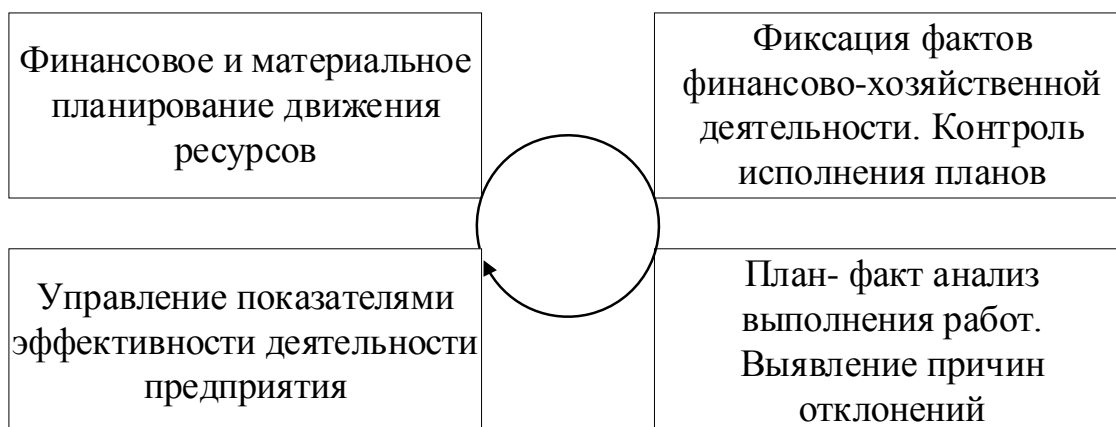 Финансовое и материальное
планирование движения
ресурсов
Фиксация фактов
финансово-хозяйственной
деятельности. Контроль
исполнения планов
Управление показателями
эффективности деятельности
предприятия
План- факт анализ
выполнения работ.
Выявление причин
отклонений